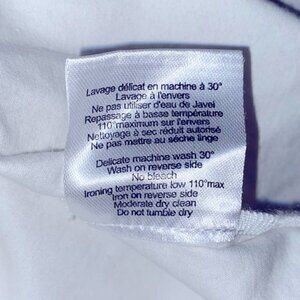 Lavage délicat en machine à 30°
Lavage à l'envers
Ne pas utiliser d'eau de Javel
Repassage à basse température
110°maximum sur l'envers
Nettoyage à sec réduit autorisé
Ne pas mettre au sèche linge
Delicate machine wash 30°
Wash on reverse side
No bleach
Ironing temperature low 110°max
Iron on reverse side
Moderate dry clean
Do not tumble dry